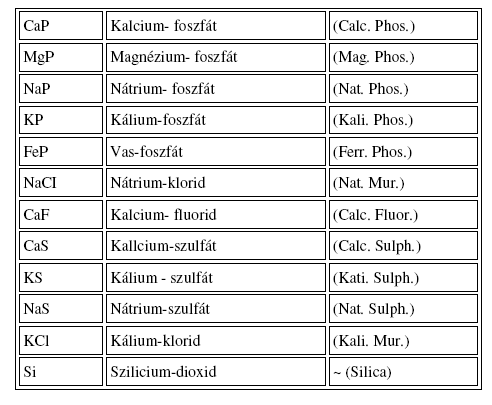 CaP Kalcium- foszfát (Calc. Phos.)
MgP Magnézium- foszfát (Mag. Phos.)
NaP Nátrium- foszfát (Nat. Phos.)
KP Kálium-foszfát (Kali. Phos.)
FeP Vas-foszfát (Ferr. Phos.)
NaCI Nátrium-klorid (Nat. Mur.)
CaF Kalcium- fluorid (Calc. Fluor.)
CaS Kallcium-szulfát (Calc. Sulph.)
KS Kálium - szulfát (Kati. Sulph.)
NaS Nátrium-szulfát (Nat. Sulph.)
KCl Kálium-klorid (Kali. Mur.)
Si Szilicium-dioxid ~ (Silica)